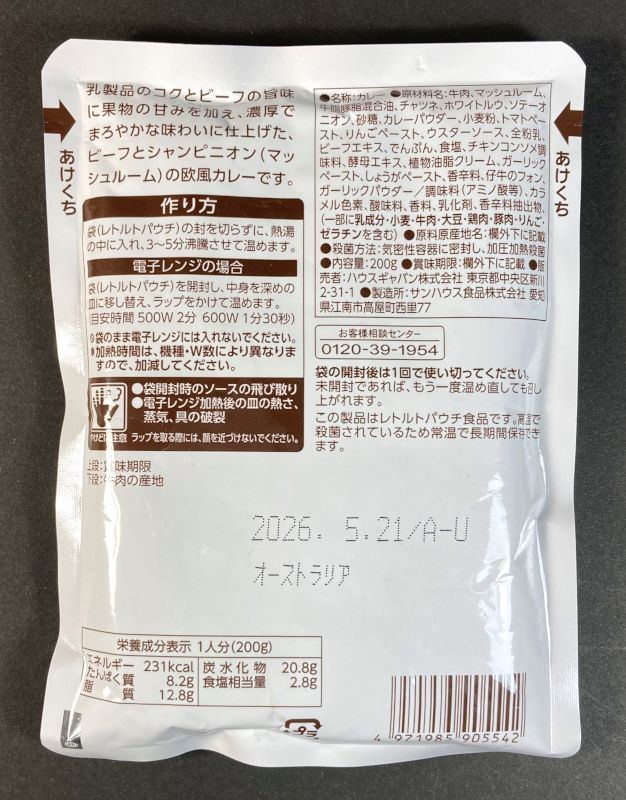 乳製品のコクとビーフの旨味
に果物の甘みを加え、濃厚で
まろやかな味わいに仕上げた、
ビーフとシャンピニオン(マッ
シュルーム)の欧風カレーです。
作り方
袋(レトルトパウチ)の封を切らずに、熱湯
の中に入れ、3〜5分沸騰させて温めます。
電子レンジの場合
袋(レトルトパウチ)を開封し、中身を深めの
皿に移し替え、ラップをかけて温めます。
(目安時間 500W 2分 600W 1分30秒)
袋のまま電子レンジには入れないでください。
●加熱時間は、機種・W数により異なりま
すので、加減してください。
●袋開封時のソースの飛び散り
●電子レンジ加熱後の皿の熱さ、
蒸気、具の破裂
やけどに注意 ラップを取る際には、顔を近づけないでください。
上段:賞味期限
下段:牛肉の産地
あけくち
●名称:カレー ●原材料名:牛肉、マッシュルーム、
牛脂豚脂混合油、チャツネ、ホワイトルウ、ソテーオ
ニオン、砂糖、カレーパウダー、小麦粉、トマトペー
スト、りんごペースト、ウスターソース、全粉乳、
ビーフエキス、でんぷん、食塩、チキンコンソメ調
味料、酵母エキス、植物油脂クリーム、ガーリック
ペースト、しょうがペースト、香辛料、仔牛のフォン、
ガーリックパウダー/調味料(アミノ酸等)、カラ
メル色素、酸味料、香料、乳化剤、香辛料抽出物、
(一部に乳成分・小麦・牛肉・大豆・鶏肉・豚肉・りんご・
ゼラチンを含む) ●原料原産地名:欄外下に記載
●殺菌方法:気密性容器に密封し、加圧加熱殺菌
●内容量:200g ●賞味期限:欄外下に記載 ●販
売者:ハウスギャバン株式会社 東京都中央区新川
2-31-1 ●製造所:サンハウス食品株式会社 愛知
県江南市高屋町西里77
あけくち
お客様相談センター
0120-39-1954
袋の開封後は1回で使い切ってください。
未開封であれば、もう一度温め直しても召し
上がれます。
この製品はレトルトパウチ食品です。高温で
殺菌されているため常温で長期間保存でき
ます。
2026. 5.21/A-U
オーストラリア
栄養成分表示 1人分(200g)
エネルギー 231kcal 炭水化物 20.8g
たんぱく質 8.2g 食塩相当量 2.8g
脂質 12.8g
4 971985 905542